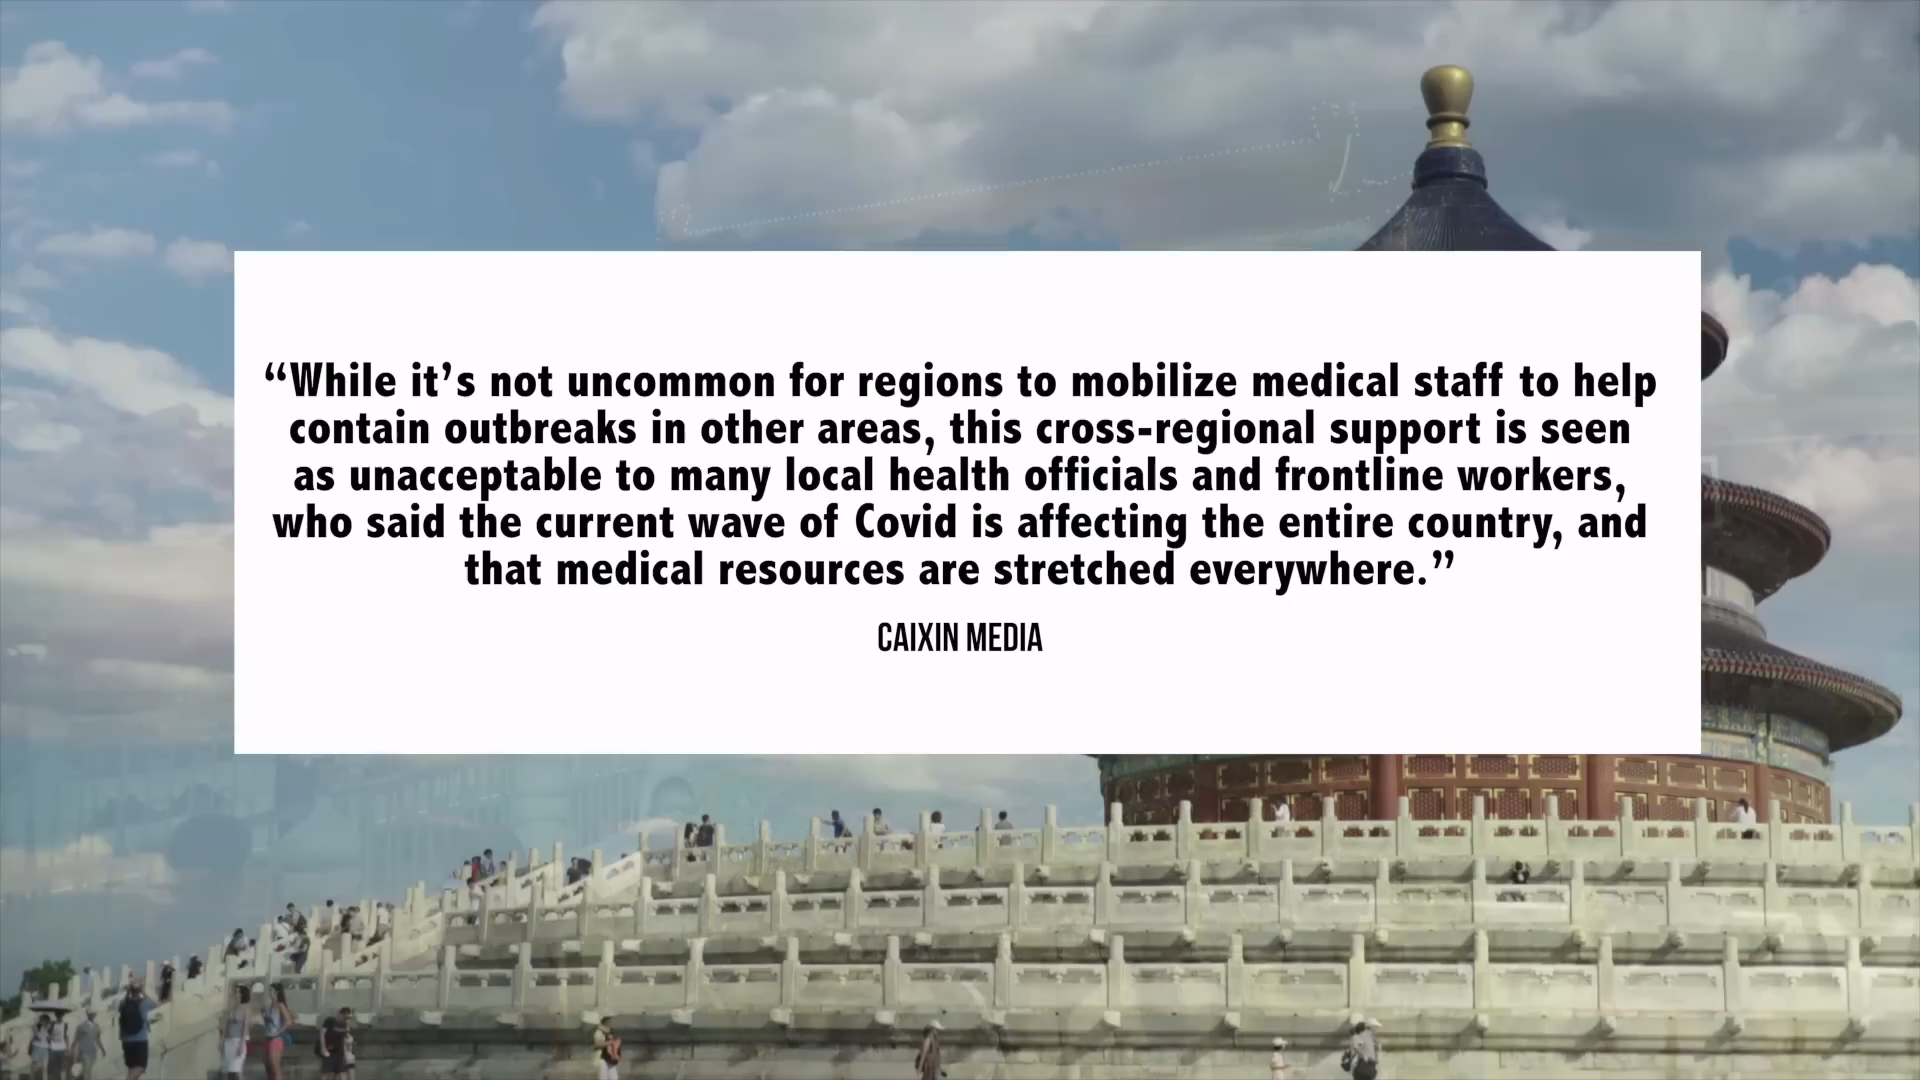 “While it’s not uncommon for regions to mobilize medical staff to help
contain outbreaks in other areas, this cross-regional support is seen
as unacceptable to many local health officials and frontline workers,
who said the current wave of Covid is affecting the entire country, and
that medical resources are stretched everywhere.”
CAIXIN MEDIA